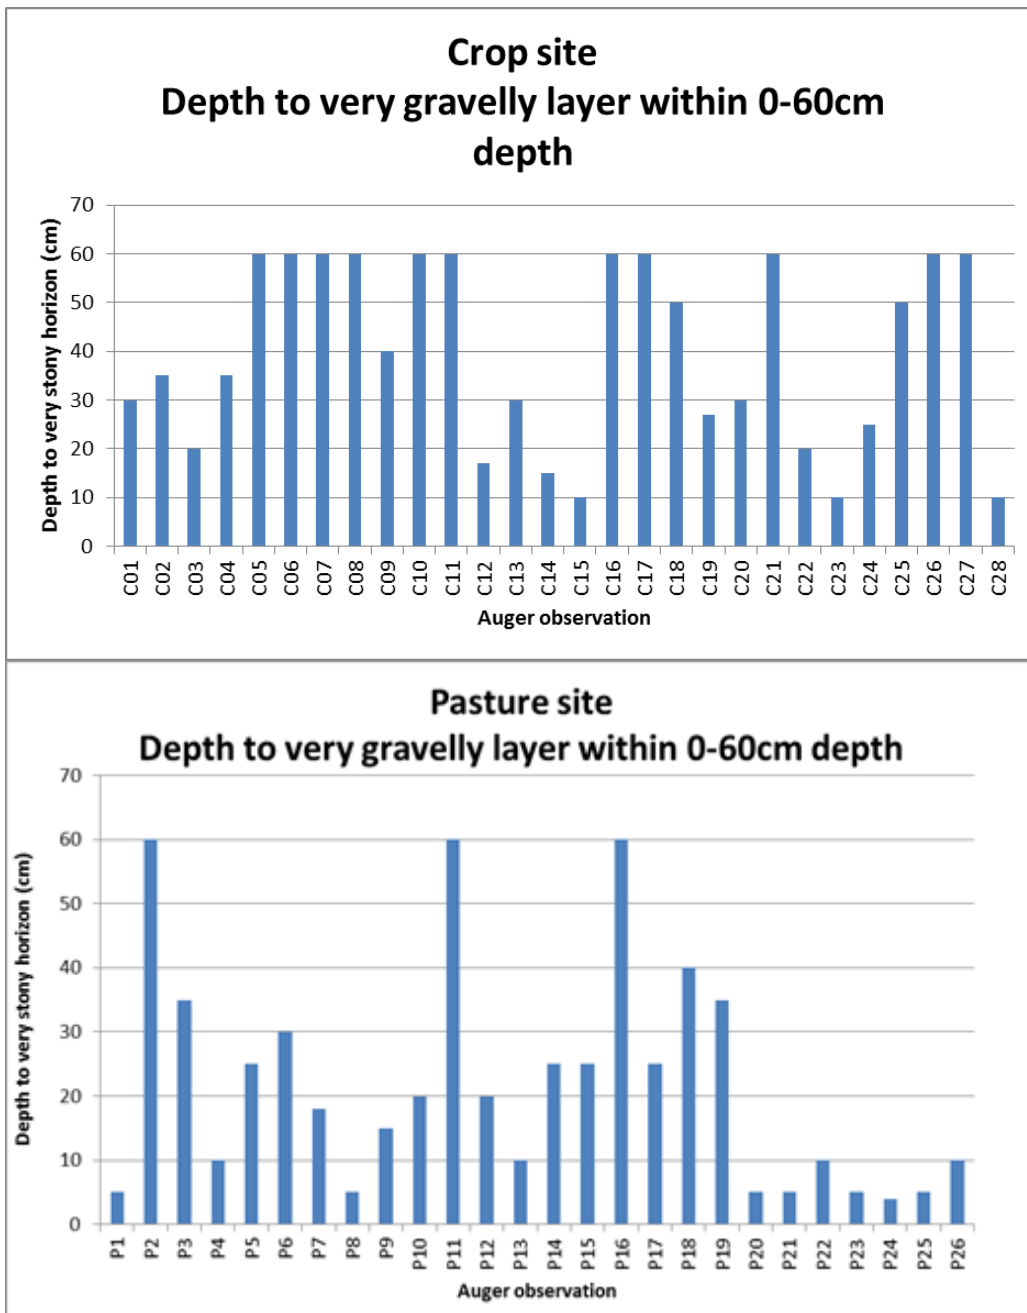 Crop site
Depth to very gravelly layer within 0-60cm
depth
Depth to very stony horizon (cm)
70
60
50
40
30
20
10
0
C01 C02 C03 C04 C05 C06 C07 C08 C09 C10 C11 C12 C13 C14 C15 C16 C17 C18 C19 C20 C21 C22 C23 C24 C25 C26 C27 C28
Auger observation
Pasture site
Depth to very gravelly layer within 0-60cm depth
Depth to very stony horizon (cm)
70
60
50
40
30
20
10
0
P1 P2 P3 P4 P5 P6 P7 P8 P9 P10 P11 P12 P13 P14 P15 P16 P17 P18 P19 P20 P21 P22 P23 P24 P25 P26
Auger observation